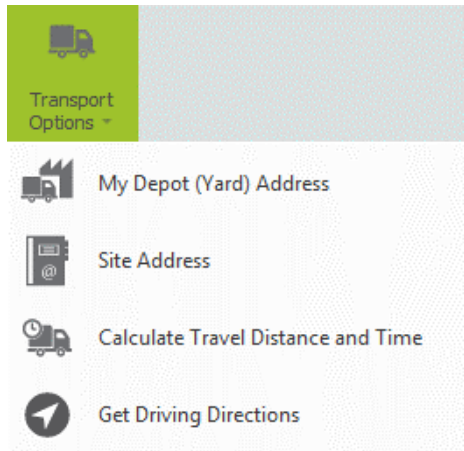 Transport
Options
My Depot (Yard) Address
@
Site Address
Calculate Travel Distance and Time
Get Driving Directions